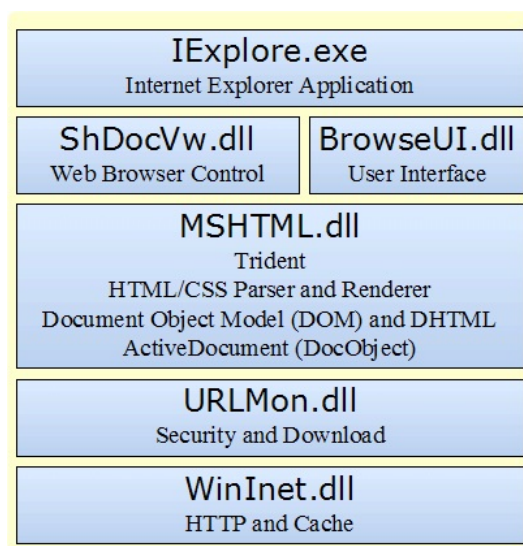 IExplore.exe
Internet Explorer Application
ShDocVw.dll
Web Browser Control
BrowseUI.dll
User Interface
MSHTML.dll
Trident
HTML/CSS Parser and Renderer
Document Object Model (DOM) and DHTML
ActiveDocument (DocObject)
URLMon.dll
Security and Download
WinInet.dll
HTTP and Cache